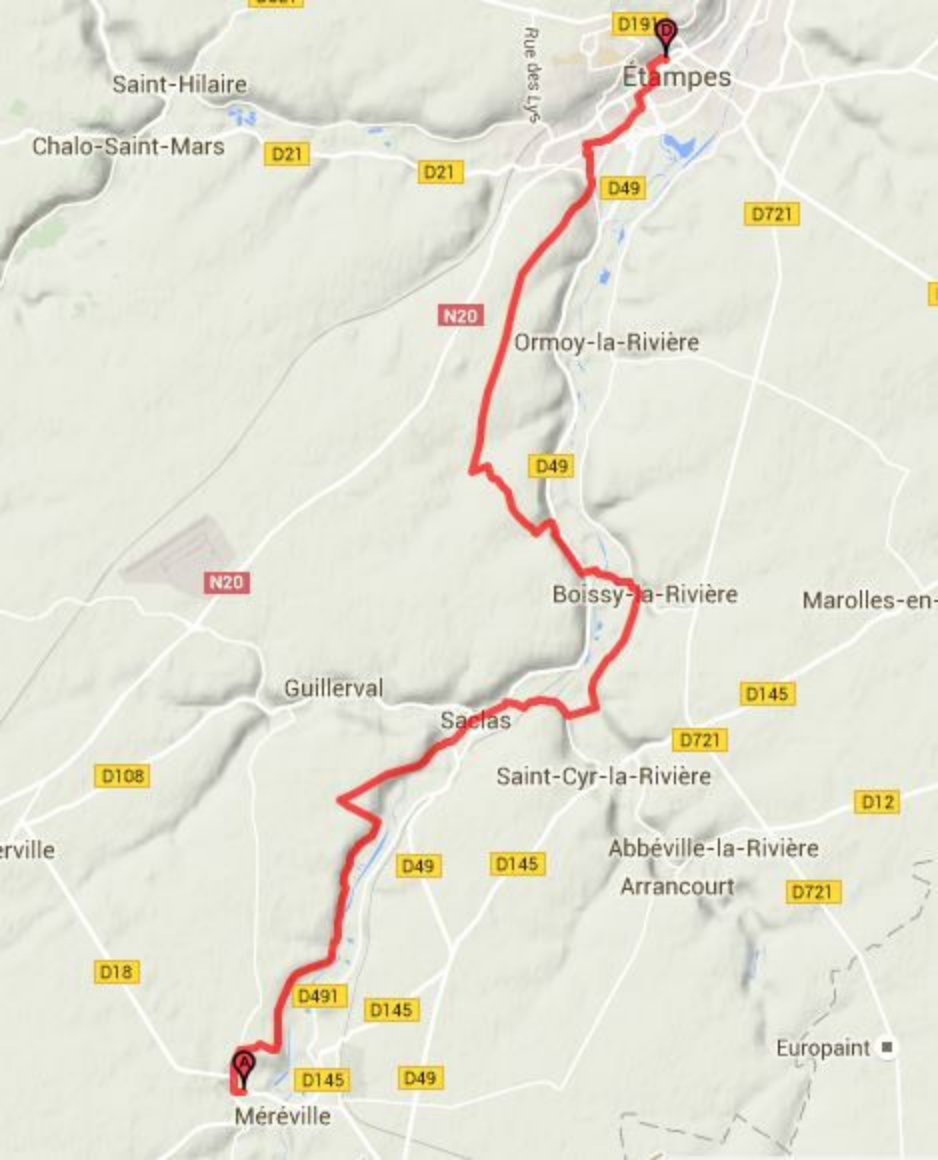 D191
D
Étampes
Rue des Lys
Saint-Hilaire
Chalo-Saint-Mars
D21
D21
D49
D721
N20
Ormoy-la-Rivière
D49
N20
Boissy-la-Rivière
Marolles-en-
Guillerval
D145
Saclas
D721
D108
Saint-Cyr-la-Rivière
D12
erville
Abbéville-la-Rivière
D49
D145
Arrancourt
D721
D18
D491
D145
Europaint
A
D145
D49
Méréville